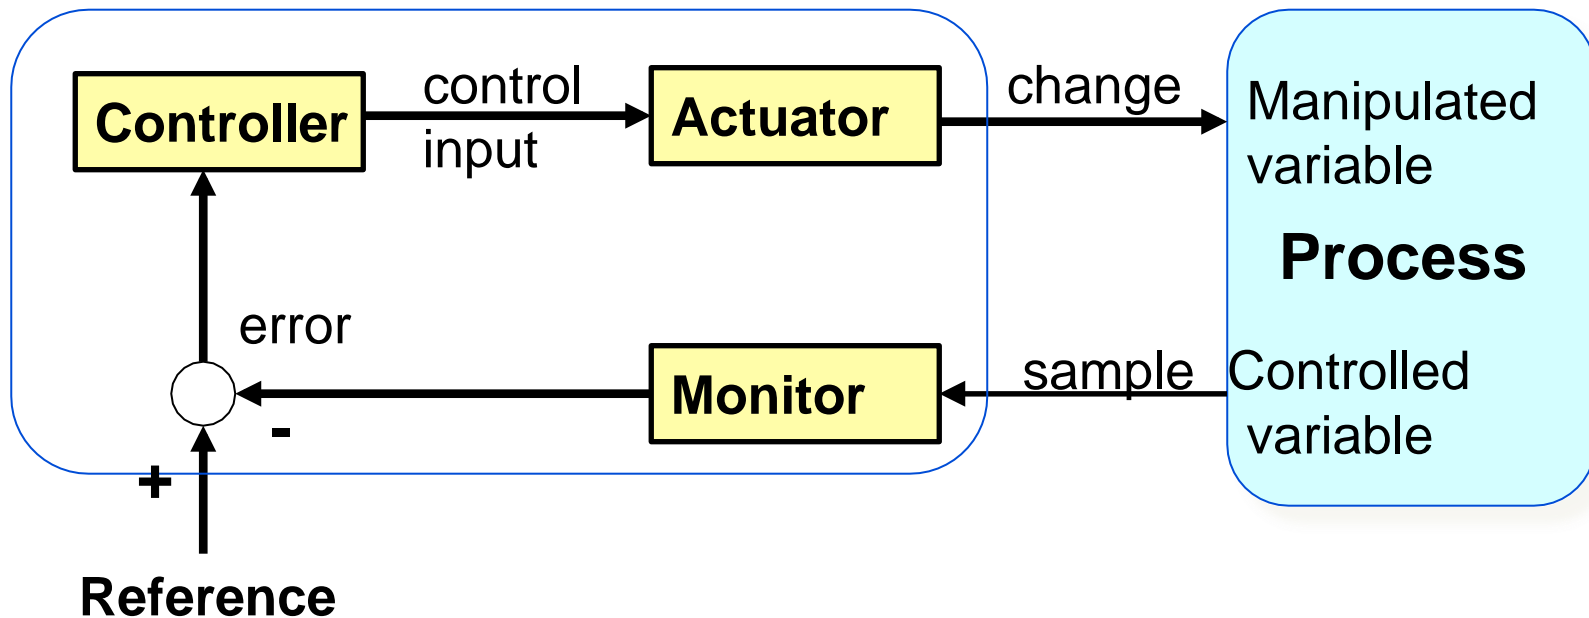 Controller
control
input
Actuator
change
Manipulated
variable
Process
error
Monitor
sample
Controlled
variable
-
+
Reference